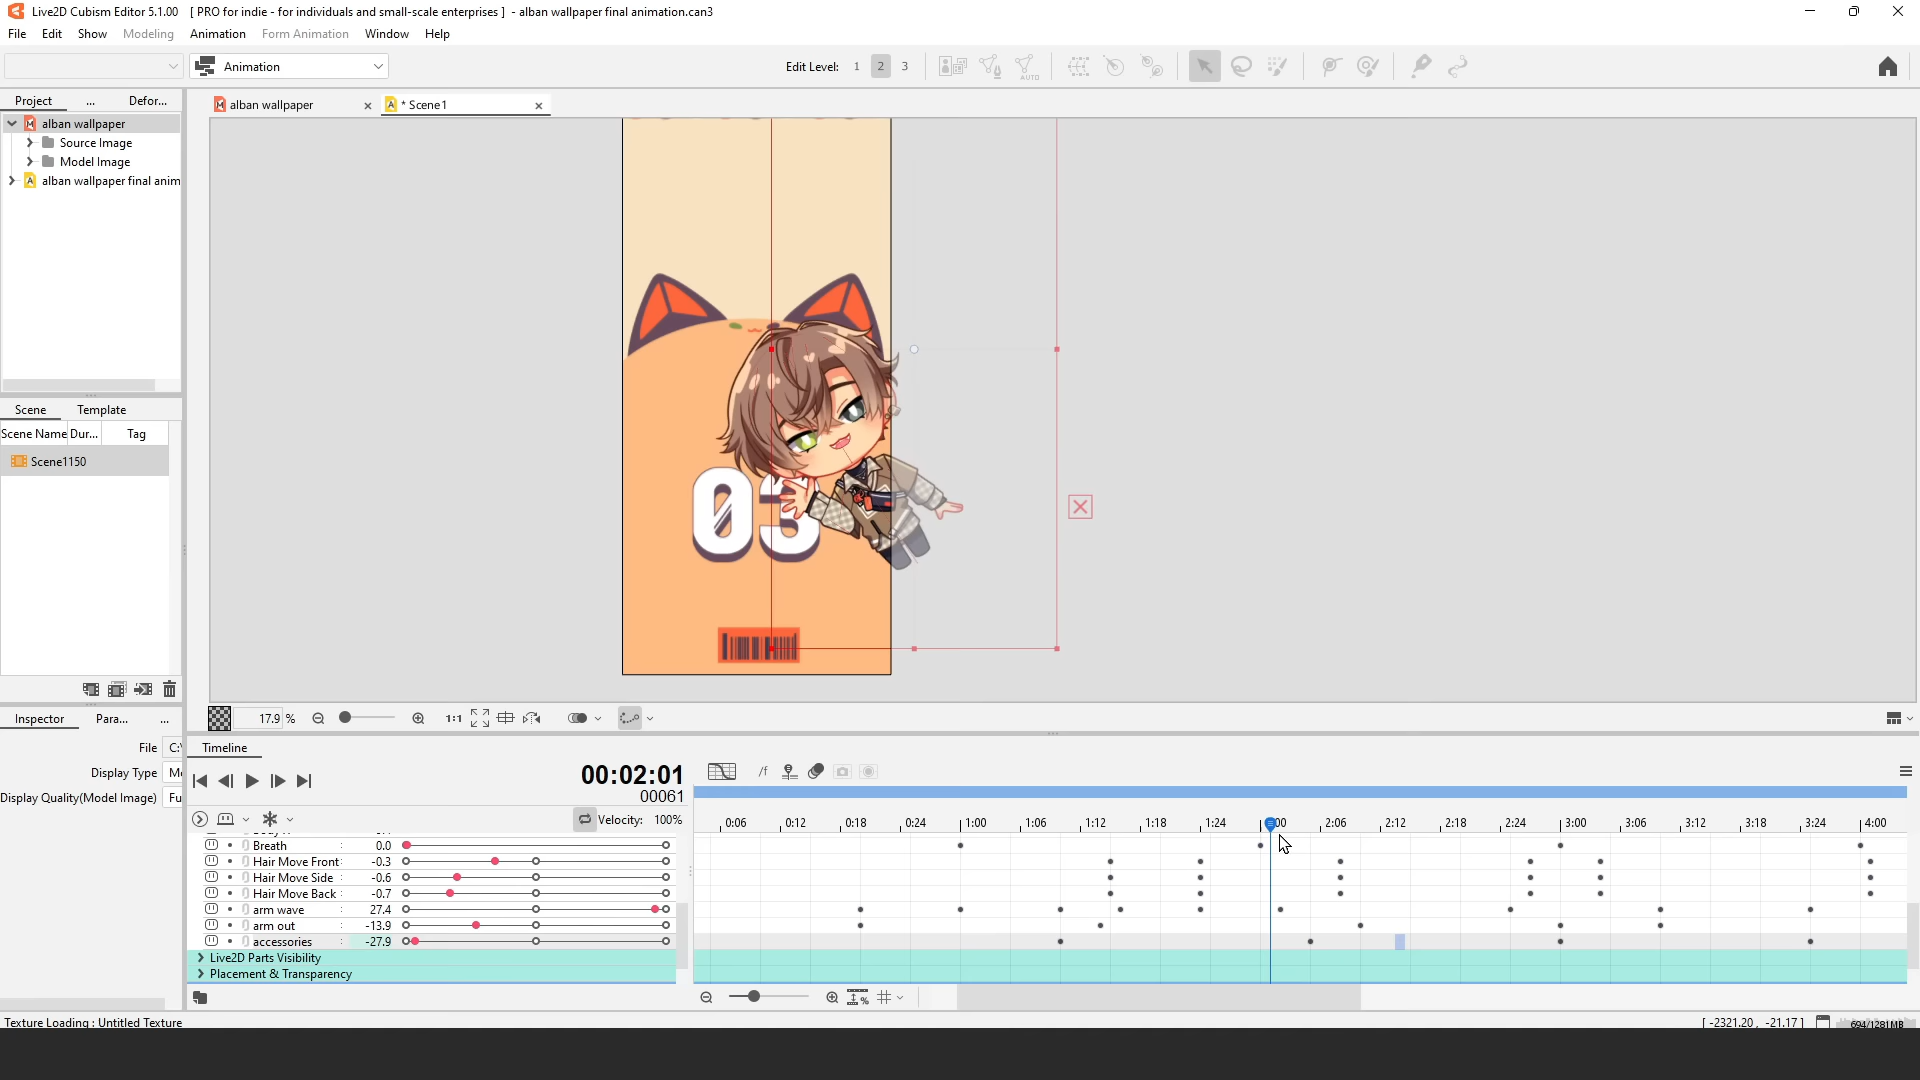 Live2D Cubism Editor 5.1.00 [ PRO for indie - for individuals and small-scale enterprises ] - alban wallpaper final animation.can3
File Edit Show Modeling Animation Form Animation Window Help
Animation
Edit Level: 1 2 3
AUTO
Project ... Defor...
alban wallpaper
* Scene1
alban wallpaper
Source Image
Model Image
alban wallpaper final anim
03
Scene Template
Scene Name Dur... Tag
Scene1150
Inspector Para... ...
17.9 %
1:1
File C:\
Display Type Mo
Display Quality(Model Image) Fu
Timeline
00:02:01
00061
Velocity: 100%
0:06 0:12 0:18 0:24 1:00 1:06 1:12 1:18 1:24 :00 2:06 2:12 2:18 2:24 3:00 3:06 3:12 3:18 3:24 4:00
Breath : 0.0
Hair Move Front : -0.3
Hair Move Side : -0.6
Hair Move Back : -0.7
arm wave : 27.4
arm out : -13.9
accessories : -27.9
Live2D Parts Visibility
Placement & Transparency
Texture Loading : Untitled Texture
[ -2321.20 , -21.17 ]
694/1281MB